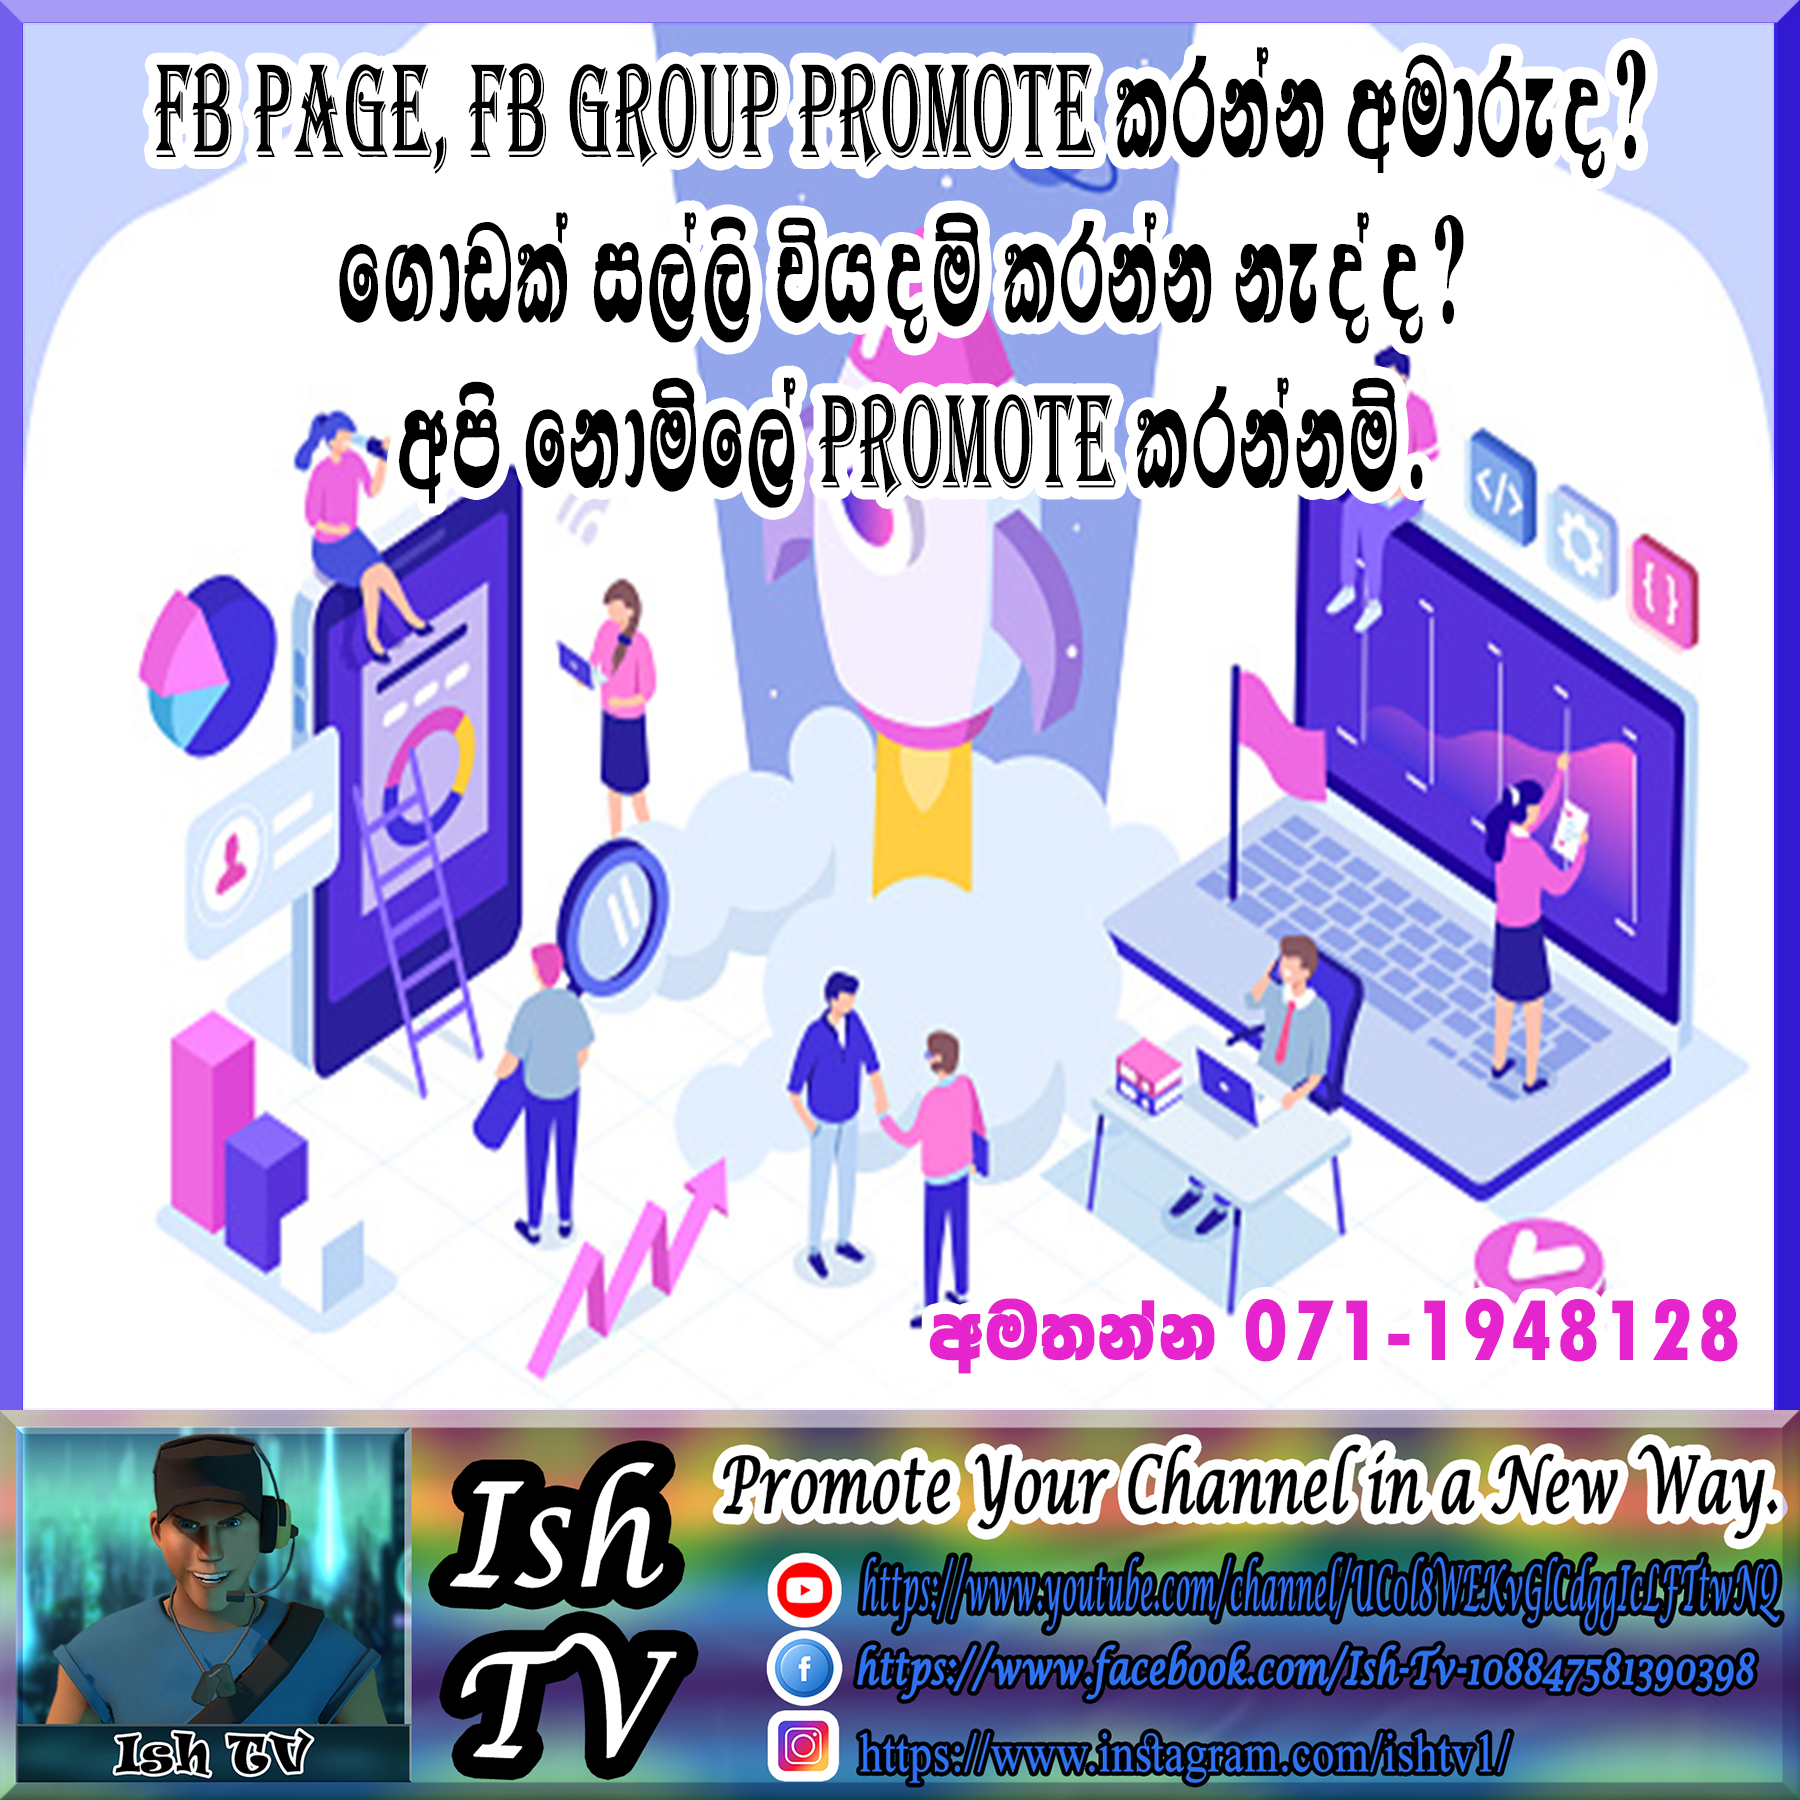 FB PAGE, FB GROUP PROMOTE කරන්න අමාරුද?
ගොඩක් සල්ලි වියදම් කරන්න නැද්ද?
අපි නොමිලේ PROMOTE කරන්නම්.
</>
{ }
අමතන්න 071-1948128
Ish TV
Ish
TV
Promote Your Channel in a New Way.
https://www.youtube.com/channel/UCol8WEKvGlCdggIcLFTtwNQ
https://www.facebook.com/Ish-Tv-108847581390398
https://www.instagram.com/ishtv1/